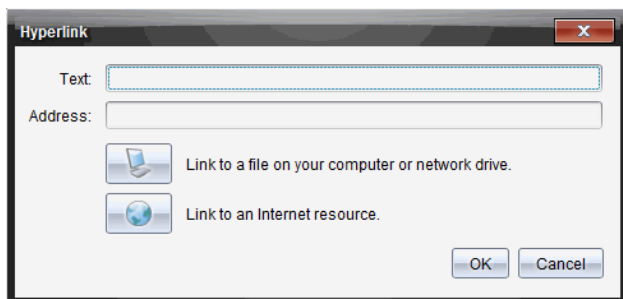 Hyperlink
Text:
Address:
Link to a file on your computer or network drive.
Link to an Internet resource.
OK Cancel